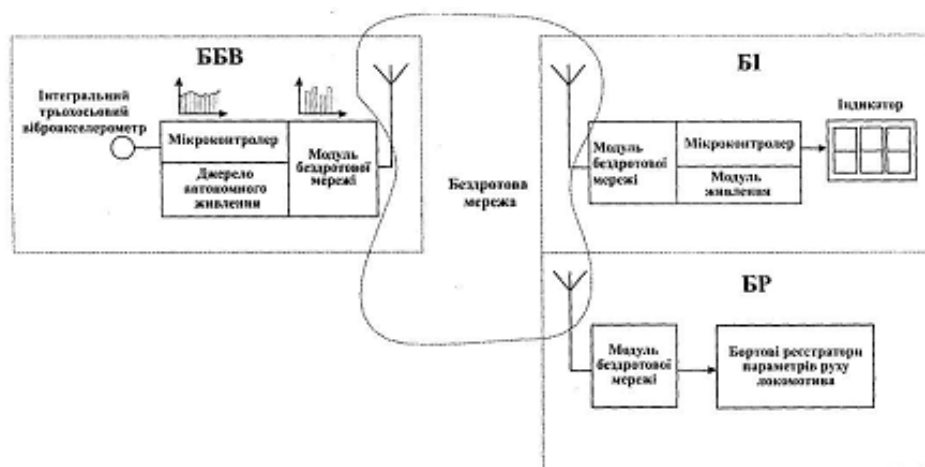 ББВ
Інтегральний
трьохосьовий
віброакселерометр
Мікроконтролер
Джерело
автономного
живлення
Модуль
бездротової
мережі
Бездротова
мережа
БІ
Модуль
бездротової
мережі
Мікроконтролер
Модуль
живлення
Індикатор
БР
Модуль
бездротової
мережі
Бортові реєстратори
параметрів руху
локомотива